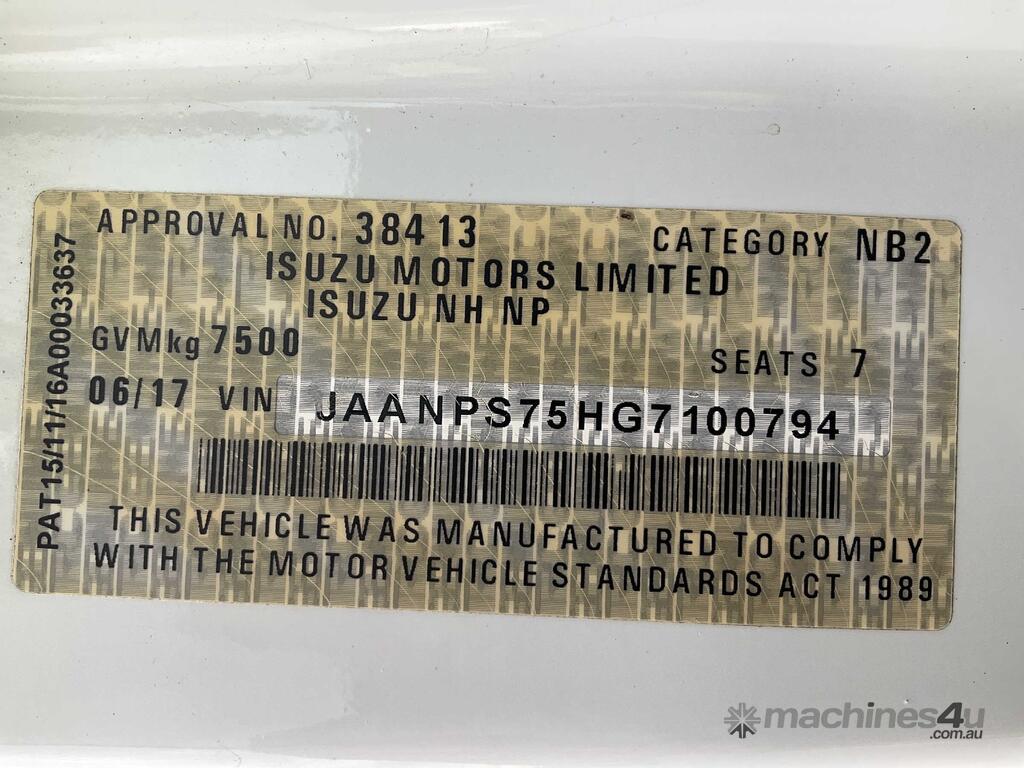 APPROVAL NO. 38413 CATEGORY NB2
ISUZU MOTORS LIMITED
ISUZU NH NP
GVMkg 7500 SEATS 7
06/17 VIN JAANPS75HG7100794
THIS VEHICLE WAS MANUFACTURED TO COMPLY
WITH THE MOTOR VEHICLE STANDARDS ACT 1989
PAT15/11/16A00033637
machines4u
.com.au